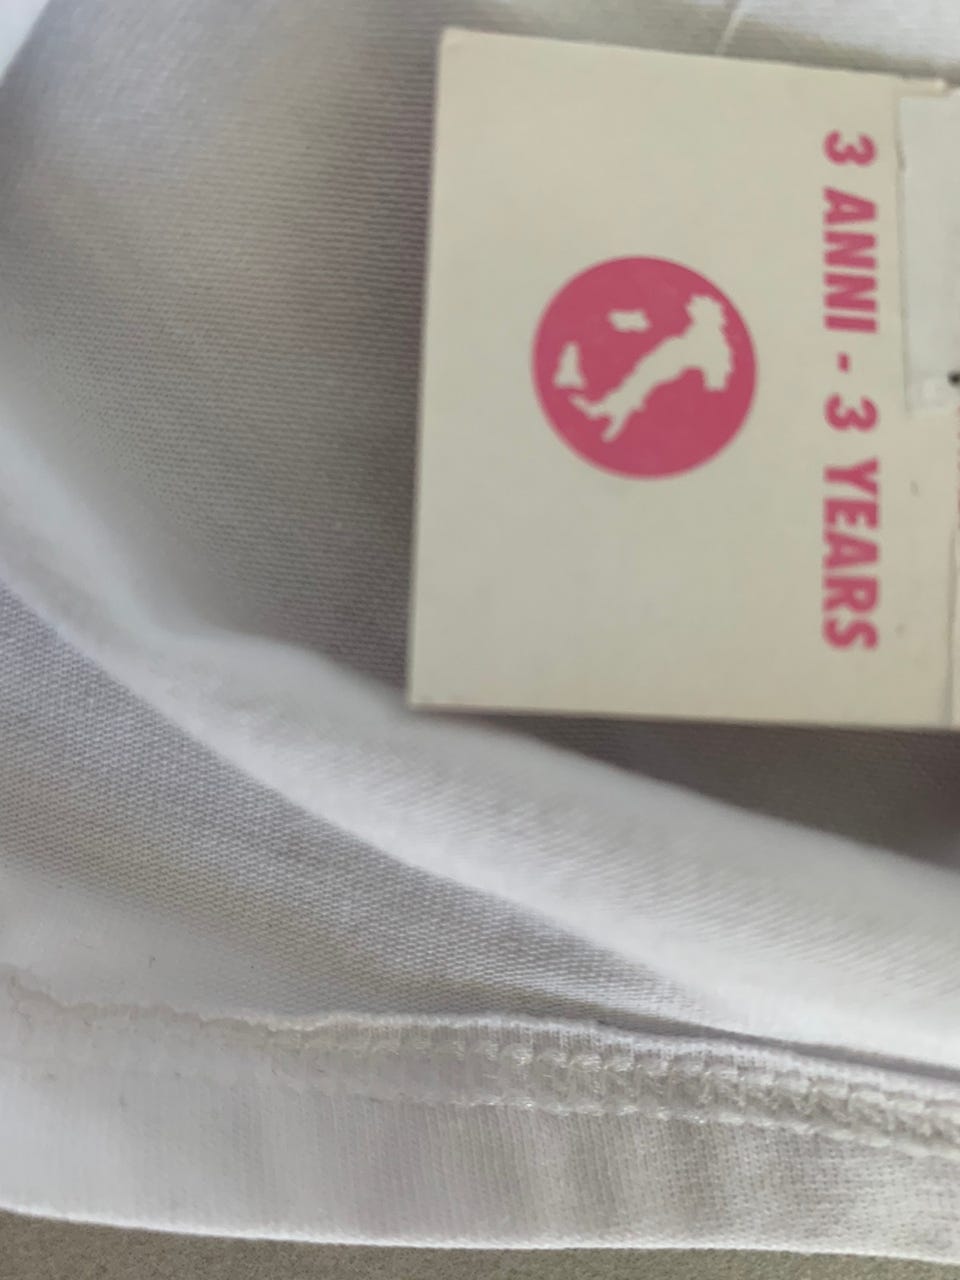 3 ANNI - 3 YEARS